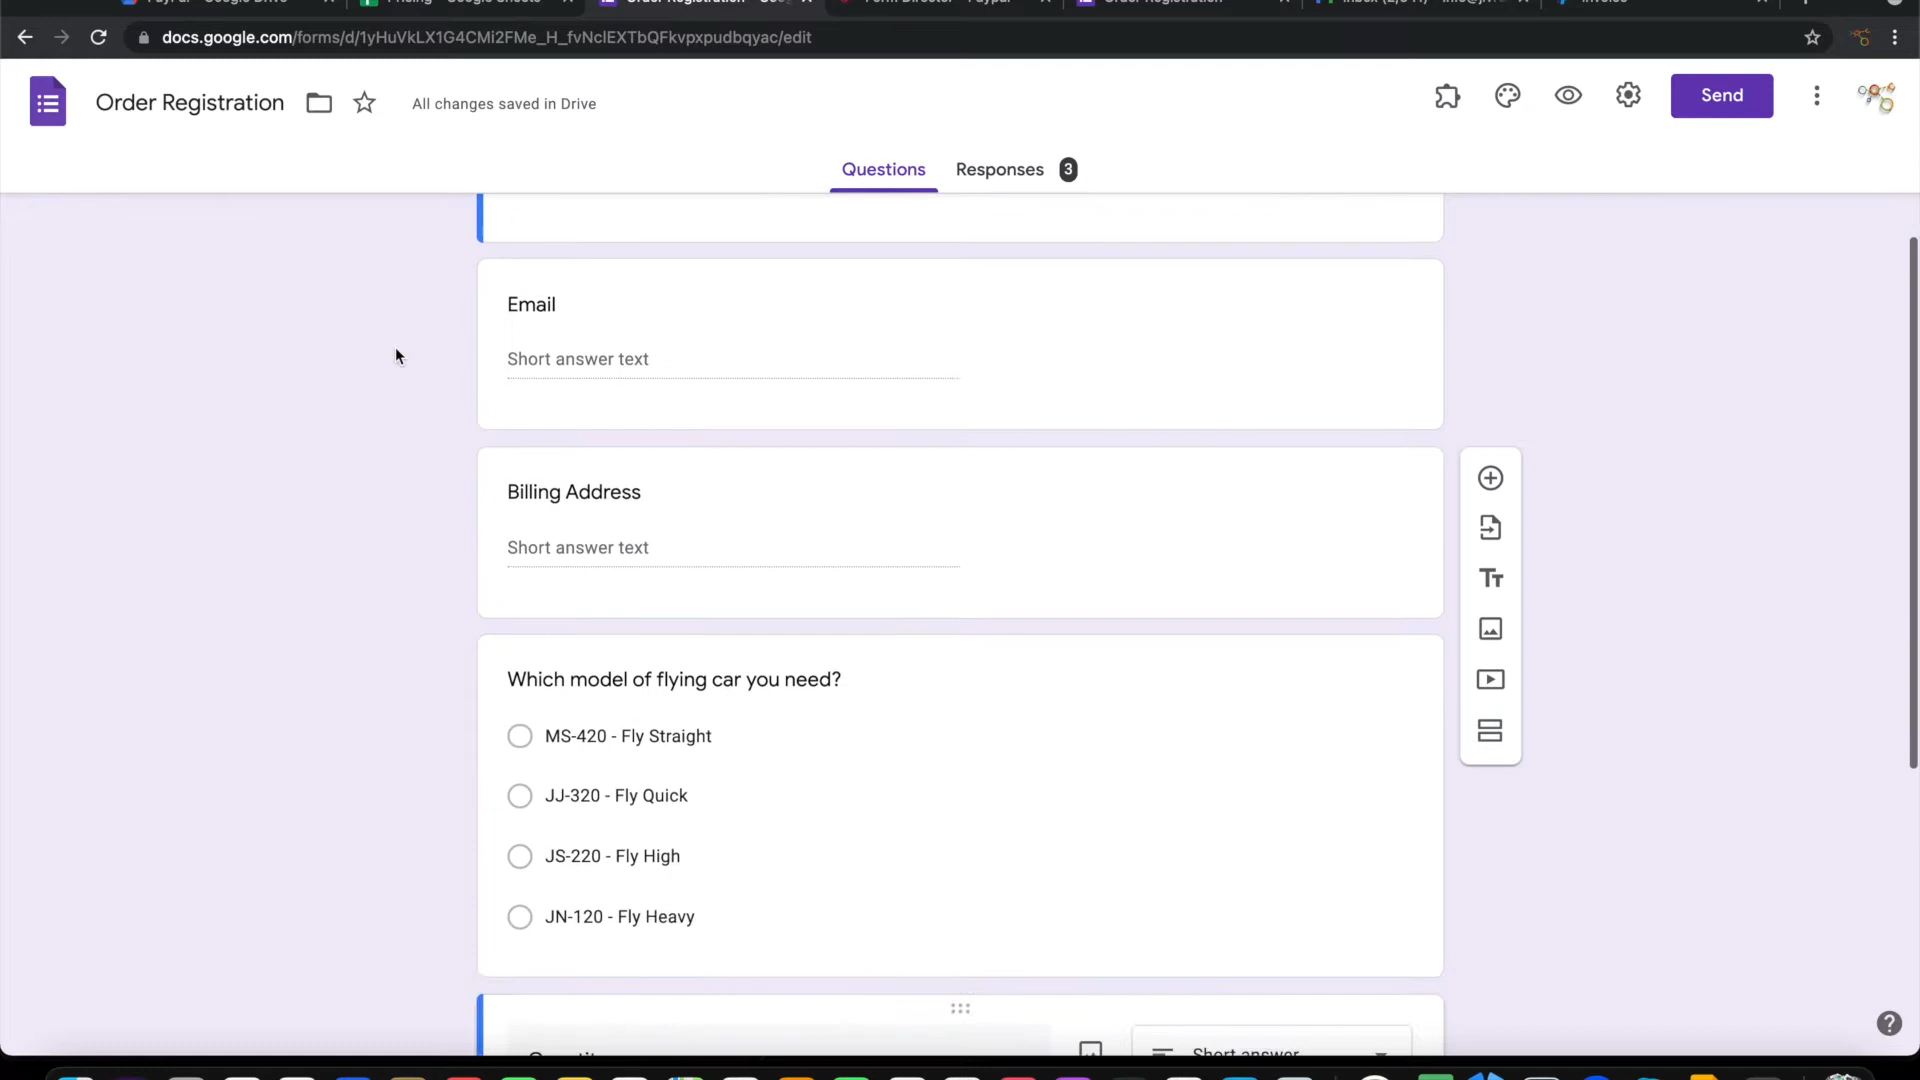 docs.google.com/forms/d/1yHuVkLX1G4CMi2FMe_H_fvNclEXTbQFkvpxpudbqyac/edit
Order Registration
All changes saved in Drive
Send
Questions
Responses 3
Email
Short answer text
Billing Address
Short answer text
Which model of flying car you need?
MS-420 - Fly Straight
JJ-320 - Fly Quick
JS-220 - Fly High
JN-120 - Fly Heavy
Short answer